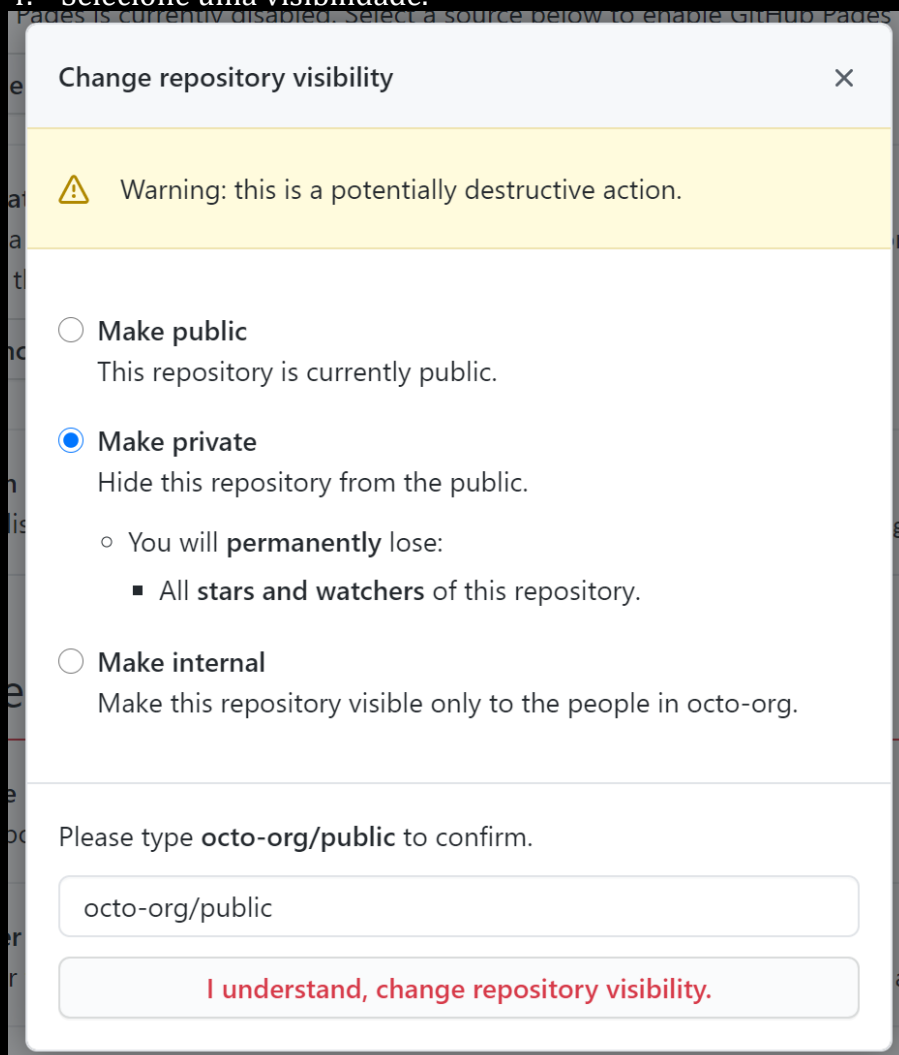 Selecione uma visibilidade.
Pages is currently disabled. Select a source below to enable GitHub Pages
Change repository visibility
Warning: this is a potentially destructive action.
Make public
This repository is currently public.
Make private
Hide this repository from the public.
You will permanently lose:
All stars and watchers of this repository.
Make internal
Make this repository visible only to the people in octo-org.
Please type octo-org/public to confirm.
octo-org/public
I understand, change repository visibility.